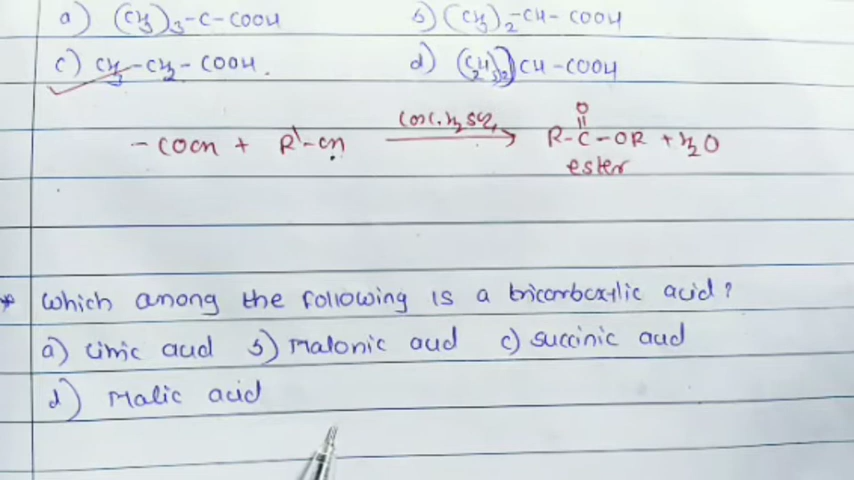 a) (CH3)3-C-COOH b) (CH3)2-CH-COOH
c) CH3-CH2-COOH. d) (C2H5)2CH-COOH
-COOH + R'-OH conc. H2SO4 → R-C-OR + H2O
O
ester
* Which among the following is a tricarboxylic acid?
a) Citric acid b) Malonic acid c) Succinic acid
d) Malic acid